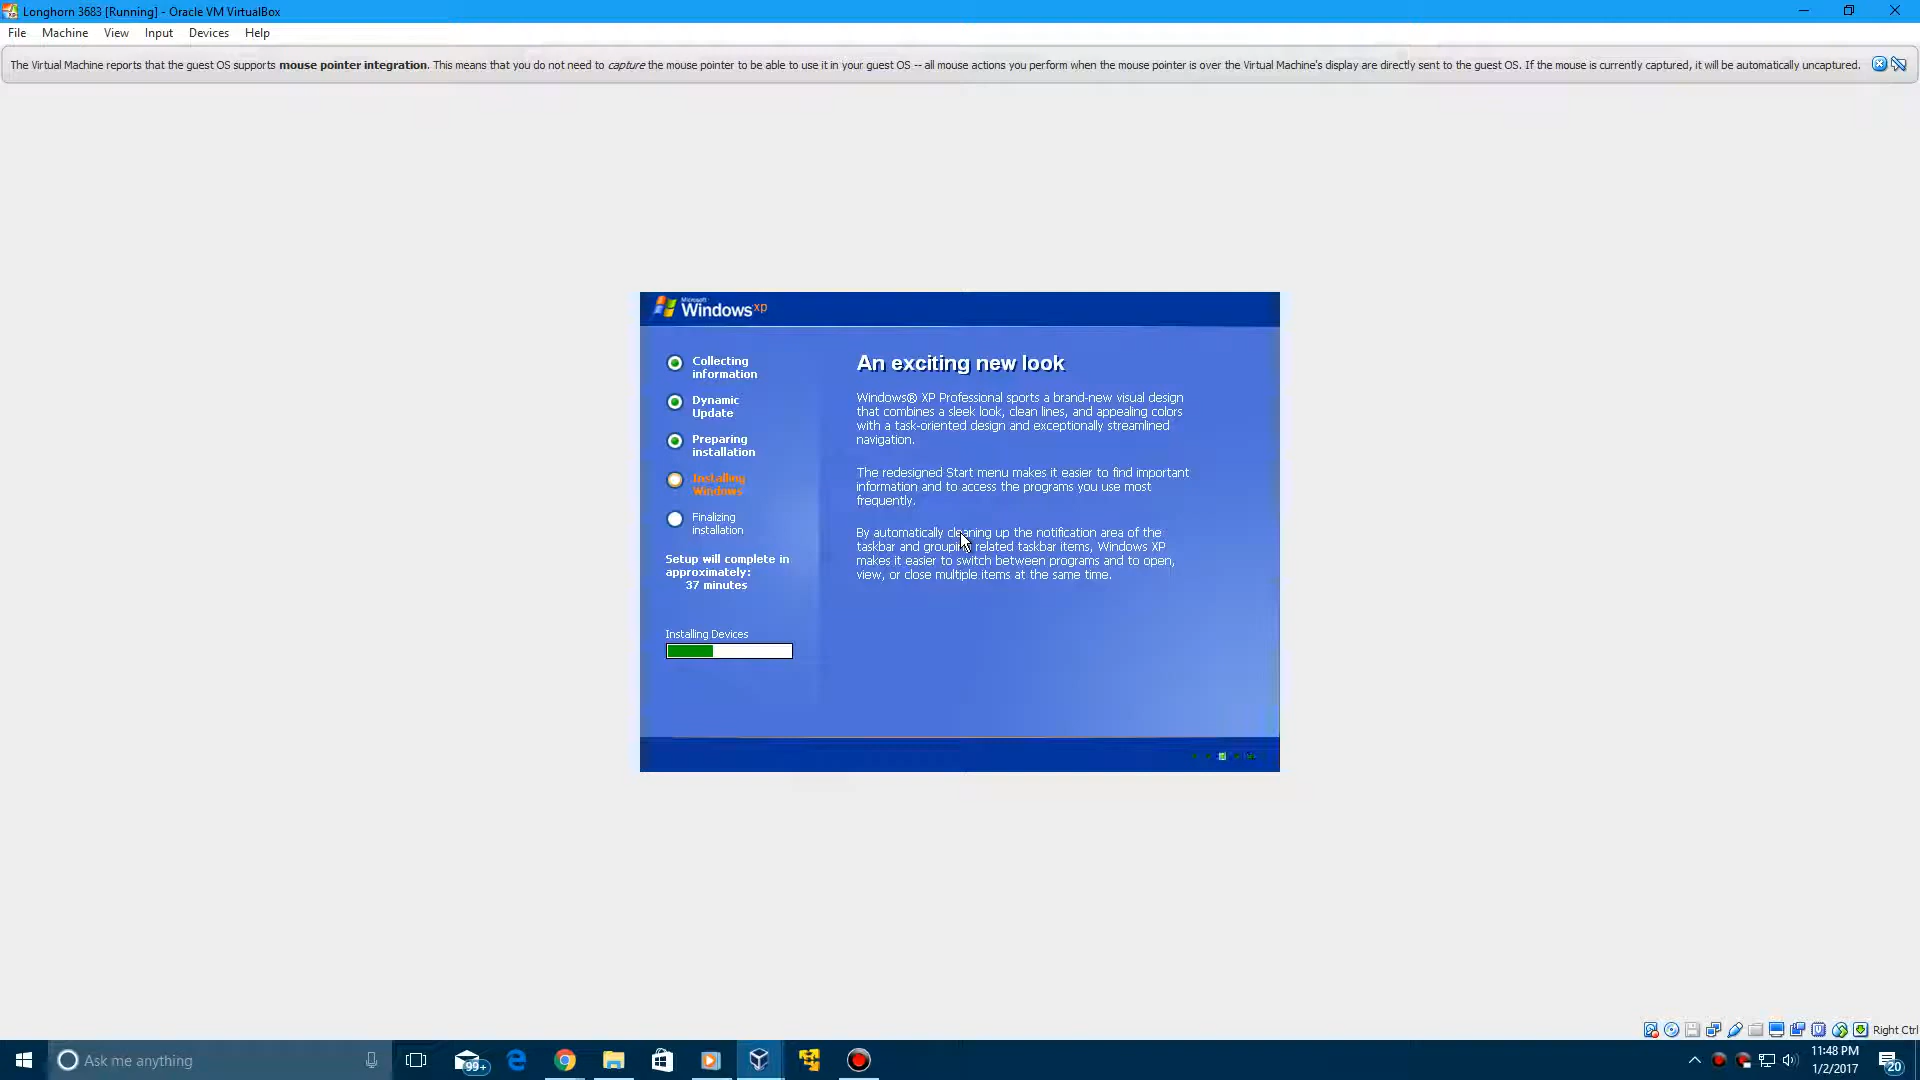 Longhorn 3683 [Running] - Oracle VM VirtualBox
File Machine View Input Devices Help
The Virtual Machine reports that the guest OS supports mouse pointer integration. This means that you do not need to capture the mouse pointer to be able to use it in your guest OS -- all mouse actions you perform when the mouse pointer is over the Virtual Machine's display are directly sent to the guest OS. If the mouse is currently captured, it will be automatically uncaptured.
Microsoft
Windows xp
Collecting
information
Dynamic
Update
Preparing
installation
Installing
Windows
Finalizing
installation
Setup will complete in
approximately:
37 minutes
Installing Devices
An exciting new look
Windows® XP Professional sports a brand-new visual design
that combines a sleek look, clean lines, and appealing colors
with a task-oriented design and exceptionally streamlined
navigation.
The redesigned Start menu makes it easier to find important
information and to access the programs you use most
frequently.
By automatically cleaning up the notification area of the
taskbar and grouping related taskbar items, Windows XP
makes it easier to switch between programs and to open,
view, or close multiple items at the same time.
Right Ctrl
Ask me anything
99+
11:48 PM
1/2/2017
20